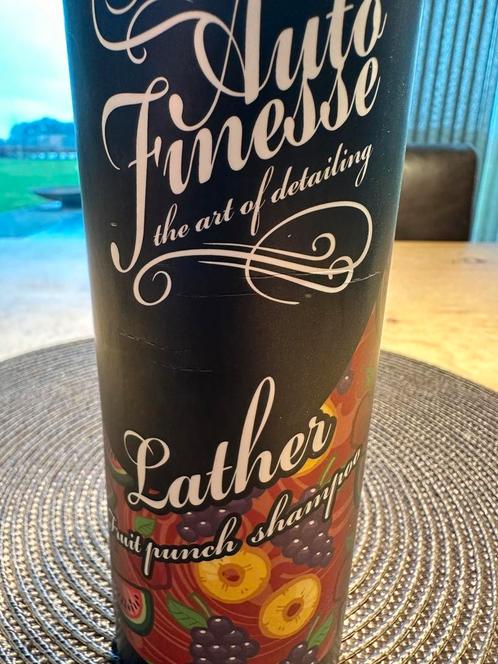 Auto
Finesse
the art of detailing
Lather
fruit punch shampoo